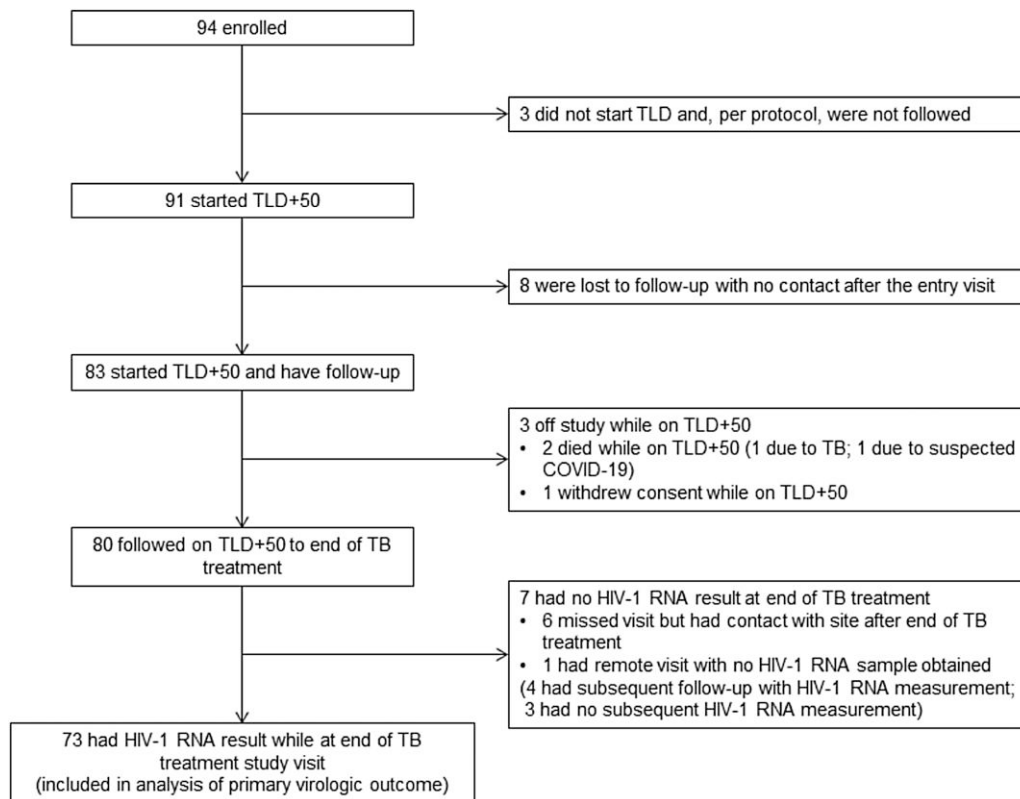 94 enrolled
3 did not start TLD and, per protocol, were not followed
91 started TLD+50
8 were lost to follow-up with no contact after the entry visit
83 started TLD+50 and have follow-up
3 off study while on TLD+50
• 2 died while on TLD+50 (1 due to TB; 1 due to suspected
COVID-19)
• 1 withdrew consent while on TLD+50
80 followed on TLD+50 to end of TB
treatment
7 had no HIV-1 RNA result at end of TB treatment
• 6 missed visit but had contact with site after end of TB
treatment
• 1 had remote visit with no HIV-1 RNA sample obtained
(4 had subsequent follow-up with HIV-1 RNA measurement;
3 had no subsequent HIV-1 RNA measurement)
73 had HIV-1 RNA result while at end of TB
treatment study visit
(included in analysis of primary virologic outcome)